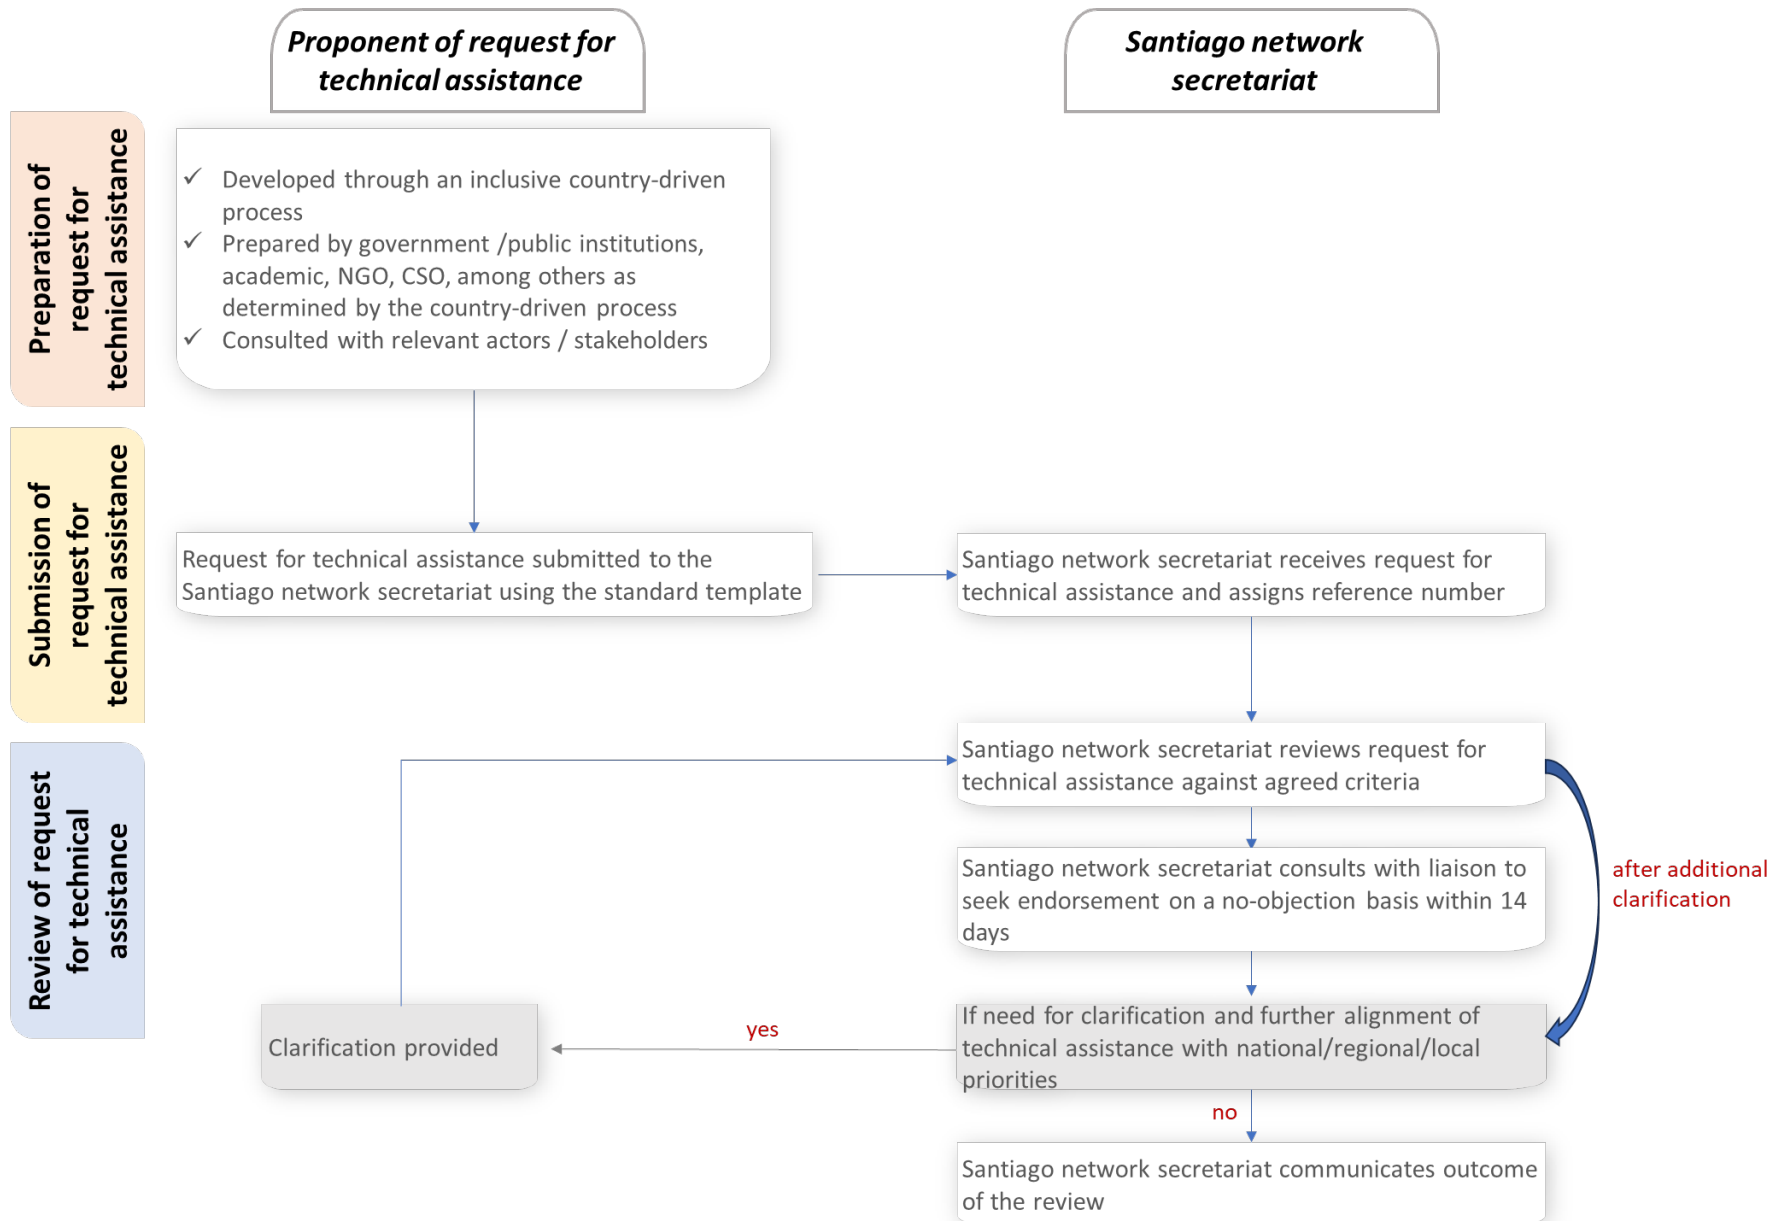 Proponent of request for
technical assistance
Santiago network
secretariat
Preparation of
request for
technical assistance
✓ Developed through an inclusive country-driven
process
✓ Prepared by government /public institutions,
academic, NGO, CSO, among others as
determined by the country-driven process
✓ Consulted with relevant actors / stakeholders
Submission of
request for
technical assistance
Request for technical assistance submitted to the
Santiago network secretariat using the standard template
Santiago network secretariat receives request for
technical assistance and assigns reference number
Review of request
for technical
assistance
Santiago network secretariat reviews request for
technical assistance against agreed criteria
Santiago network secretariat consults with liaison to
seek endorsement on a no-objection basis within 14
days
after additional
clarification
If need for clarification and further alignment of
technical assistance with national/regional/local
priorities
yes
Clarification provided
no
Santiago network secretariat communicates outcome
of the review